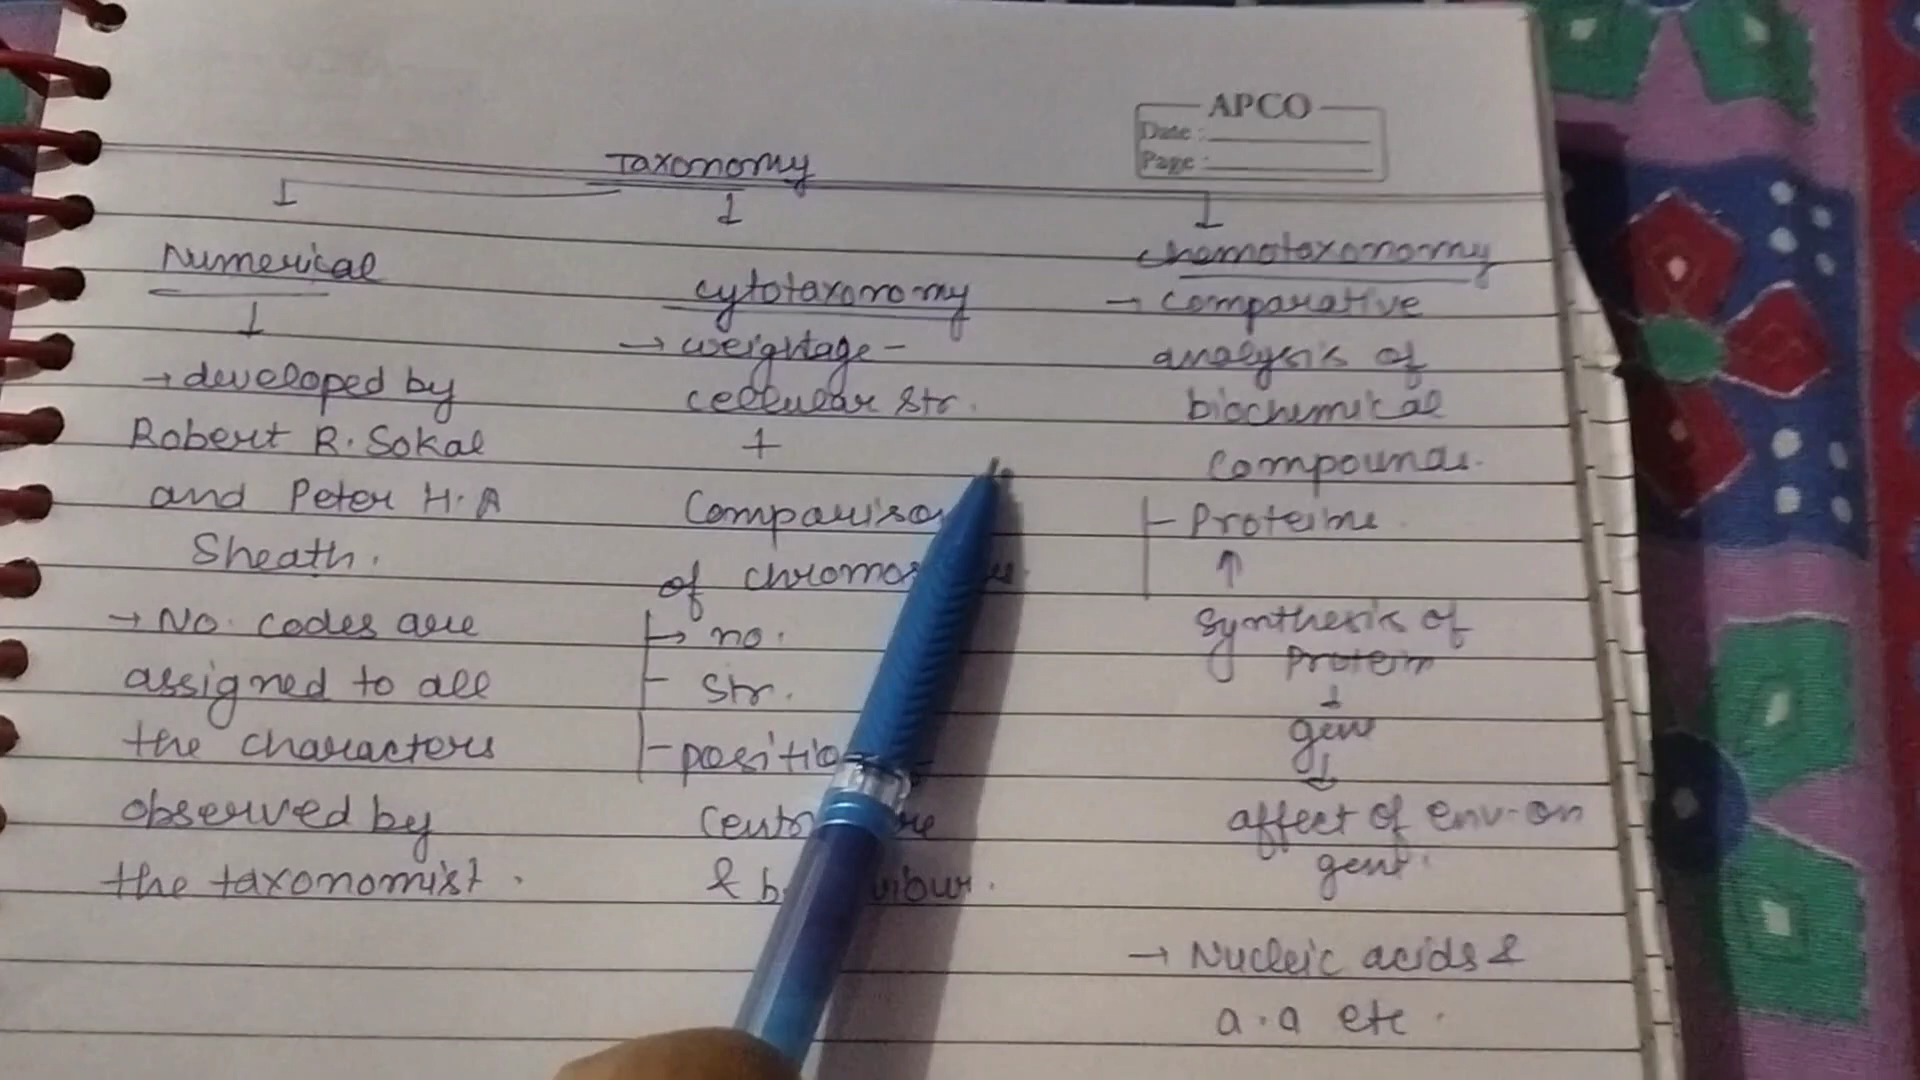 APCO
Date :
Page :
Taxonomy
Numerical
→ developed by
Robert R. Sokal
and Peter H.A
Sheath.
→ No. codes are
assigned to all
the characters
observed by
the taxonomist.
cytotaxonomy
→ weightage -
cellular str.
+
Comparison
of
→ no.
- str.
- position
& behaviour.
chemotaxonomy
→ comparative
analysis of
biochemical
compounds.
- Proteins
↑
Synthesis of
protein
↓
gene
↓
affect of env. on
gene.
→ Nucleic acids &
a.a etc.